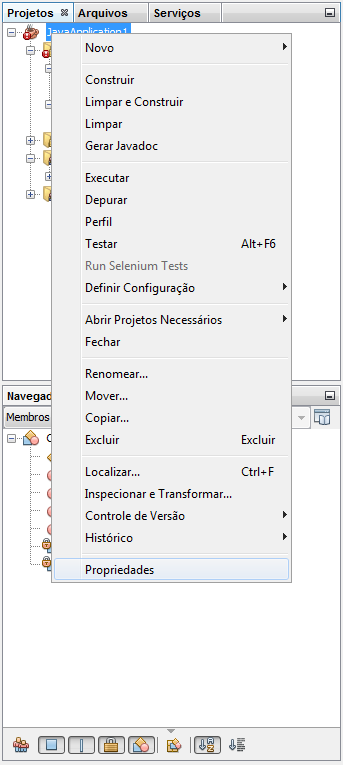 Projetos Arquivos Serviços
JavaApplication1
Novo
Construir
Limpar e Construir
Limpar
Gerar Javadoc
Executar
Depurar
Perfil
Testar Alt+F6
Run Selenium Tests
Definir Configuração
Abrir Projetos Necessários
Fechar
Renomear...
Mover...
Copiar...
Excluir Excluir
Localizar... Ctrl+F
Inspecionar e Transformar...
Controle de Versão
Histórico
Propriedades
Navegad
Membros